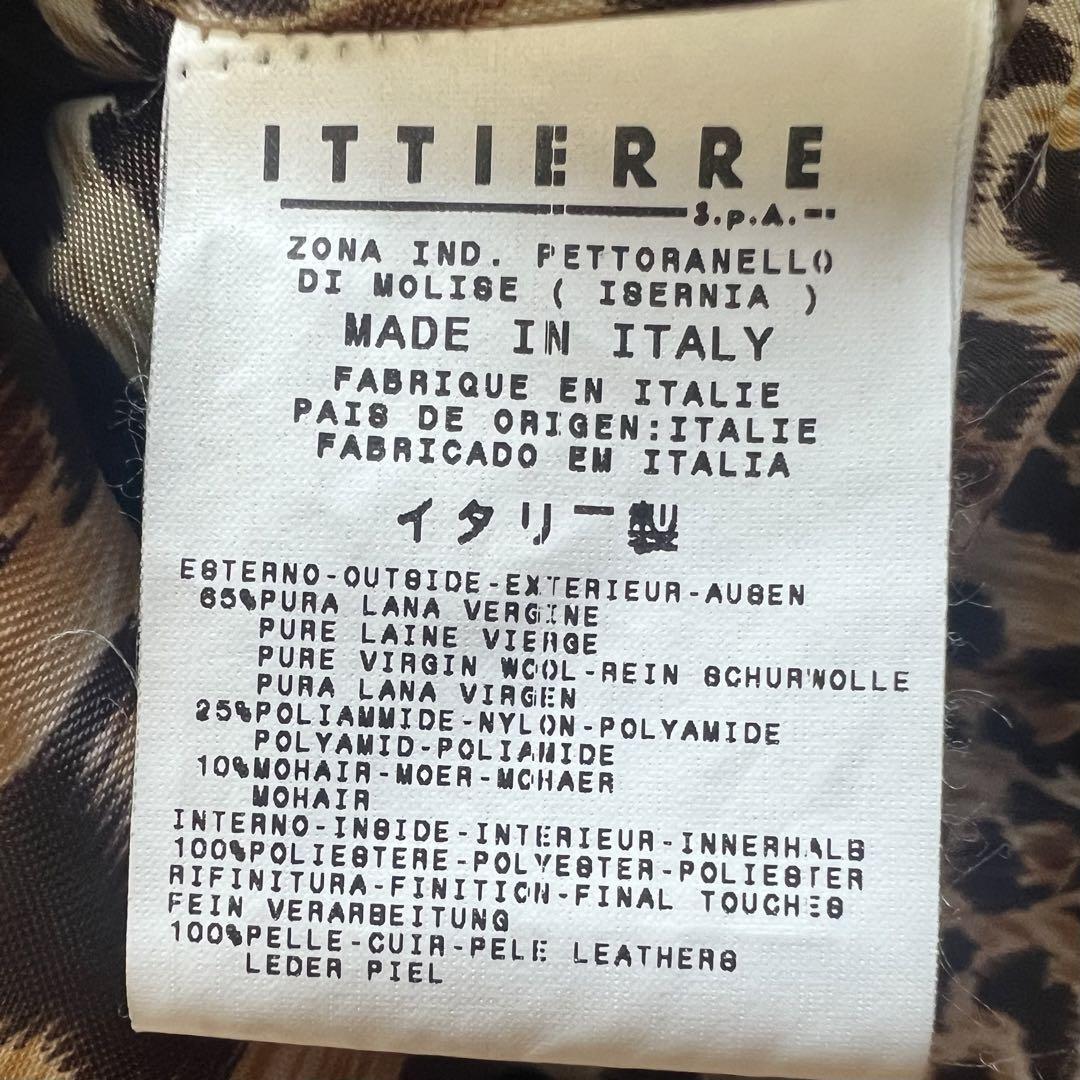 ITTIERRE
S.p.A.
ZONA IND. PETTORANELLO
DI MOLISE ( ISERNIA )
MADE IN ITALY
FABRIQUE EN ITALIE
PAIS DE ORIGEN:ITALIE
FABRICADO EM ITALIA
イタリー製
ESTERNO-OUTSIDE-EXTERIEUR-AUSEN
65%PURA LANA VERGINE
PURE LAINE VIERGE
PURE VIRGIN WOOL-REIN SCHURWOLLE
PURA LANA VIRGEN
25%POLIAMMIDE-NYLON-POLYAMIDE
POLYAMID-POLIAMIDE
10%MOHAIR-MOER-MOHAER
MOHAIR
INTERNO-INSIDE-INTERIEUR-INNERHALB
100%POLIESTERE-POLYESTER-POLIESTER
RIFINITURA-FINITION-FINAL TOUCHES
FEIN VERARBEITUNG
100%PELLE-CUIR-PELE LEATHERS
LEDER PIEL